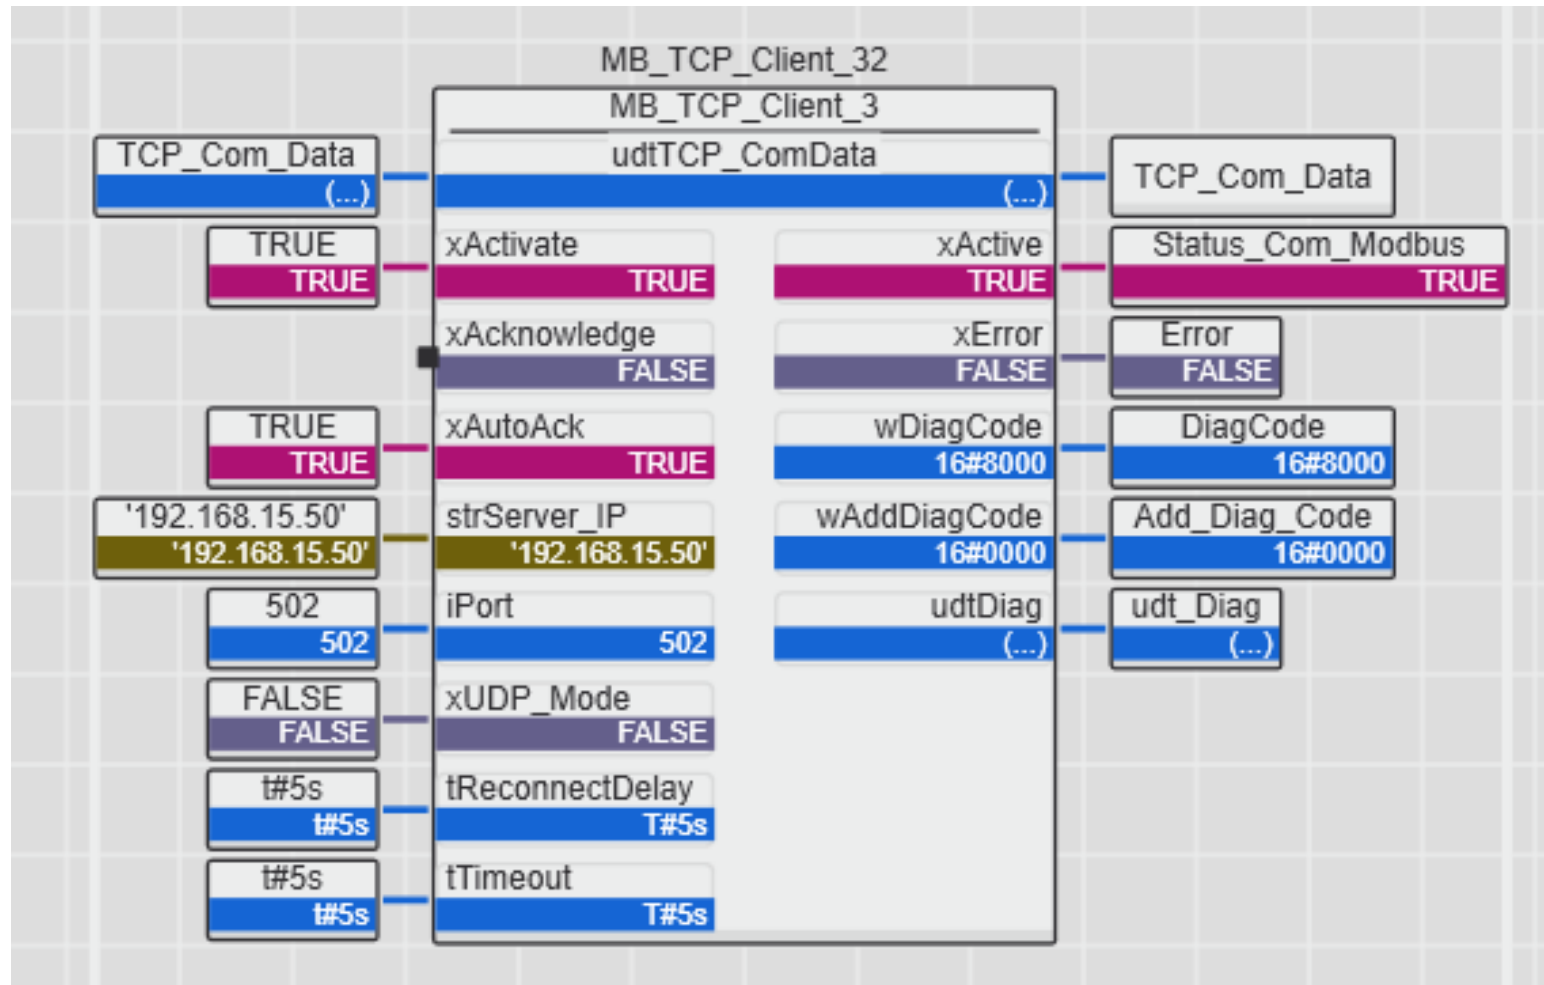 MB_TCP_Client_32
MB_TCP_Client_3
TCP_Com_Data
(...)
udtTCP_ComData
(...)
TCP_Com_Data
TRUE
TRUE
xActivate
TRUE
xActive
TRUE
Status_Com_Modbus
TRUE
xAcknowledge
FALSE
xError
FALSE
Error
FALSE
TRUE
TRUE
xAutoAck
TRUE
wDiagCode
16#8000
DiagCode
16#8000
'192.168.15.50'
'192.168.15.50'
strServer_IP
'192.168.15.50'
wAddDiagCode
16#0000
Add_Diag_Code
16#0000
502
502
iPort
502
udtDiag
(...)
udt_Diag
(...)
FALSE
FALSE
xUDP_Mode
FALSE
t#5s
t#5s
tReconnectDelay
T#5s
t#5s
t#5s
tTimeout
T#5s